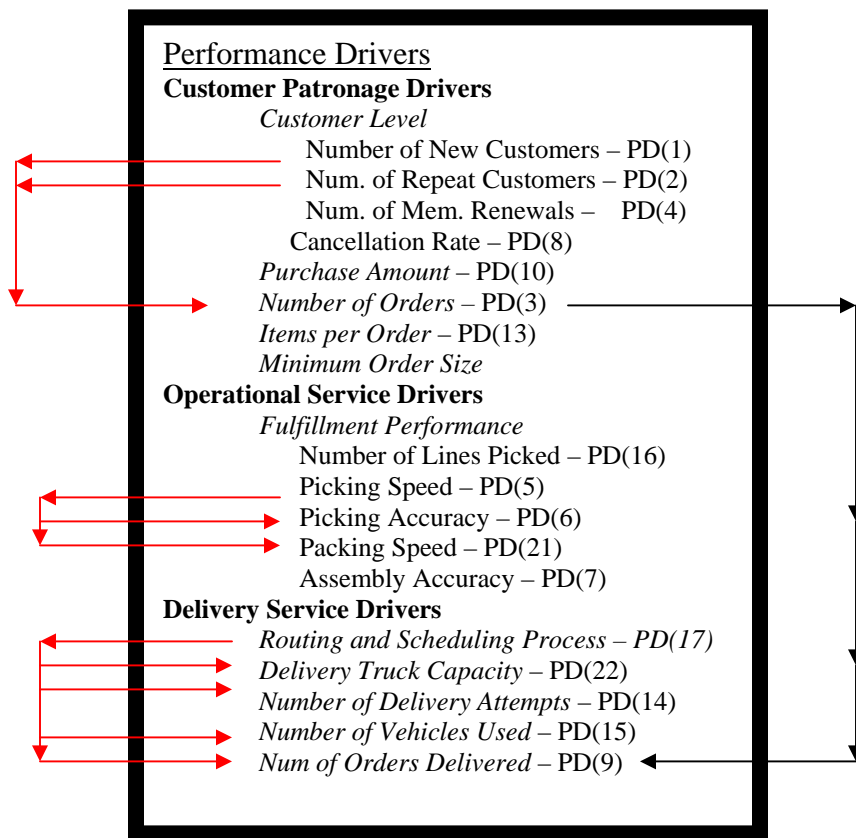 Performance Drivers
Customer Patronage Drivers
Customer Level
Number of New Customers – PD(1)
Num. of Repeat Customers – PD(2)
Num. of Mem. Renewals – PD(4)
Cancellation Rate – PD(8)
Purchase Amount – PD(10)
Number of Orders – PD(3)
Items per Order – PD(13)
Minimum Order Size
Operational Service Drivers
Fulfillment Performance
Number of Lines Picked – PD(16)
Picking Speed – PD(5)
Picking Accuracy – PD(6)
Packing Speed – PD(21)
Assembly Accuracy – PD(7)
Delivery Service Drivers
Routing and Scheduling Process – PD(17)
Delivery Truck Capacity – PD(22)
Number of Delivery Attempts – PD(14)
Number of Vehicles Used – PD(15)
Num of Orders Delivered – PD(9)